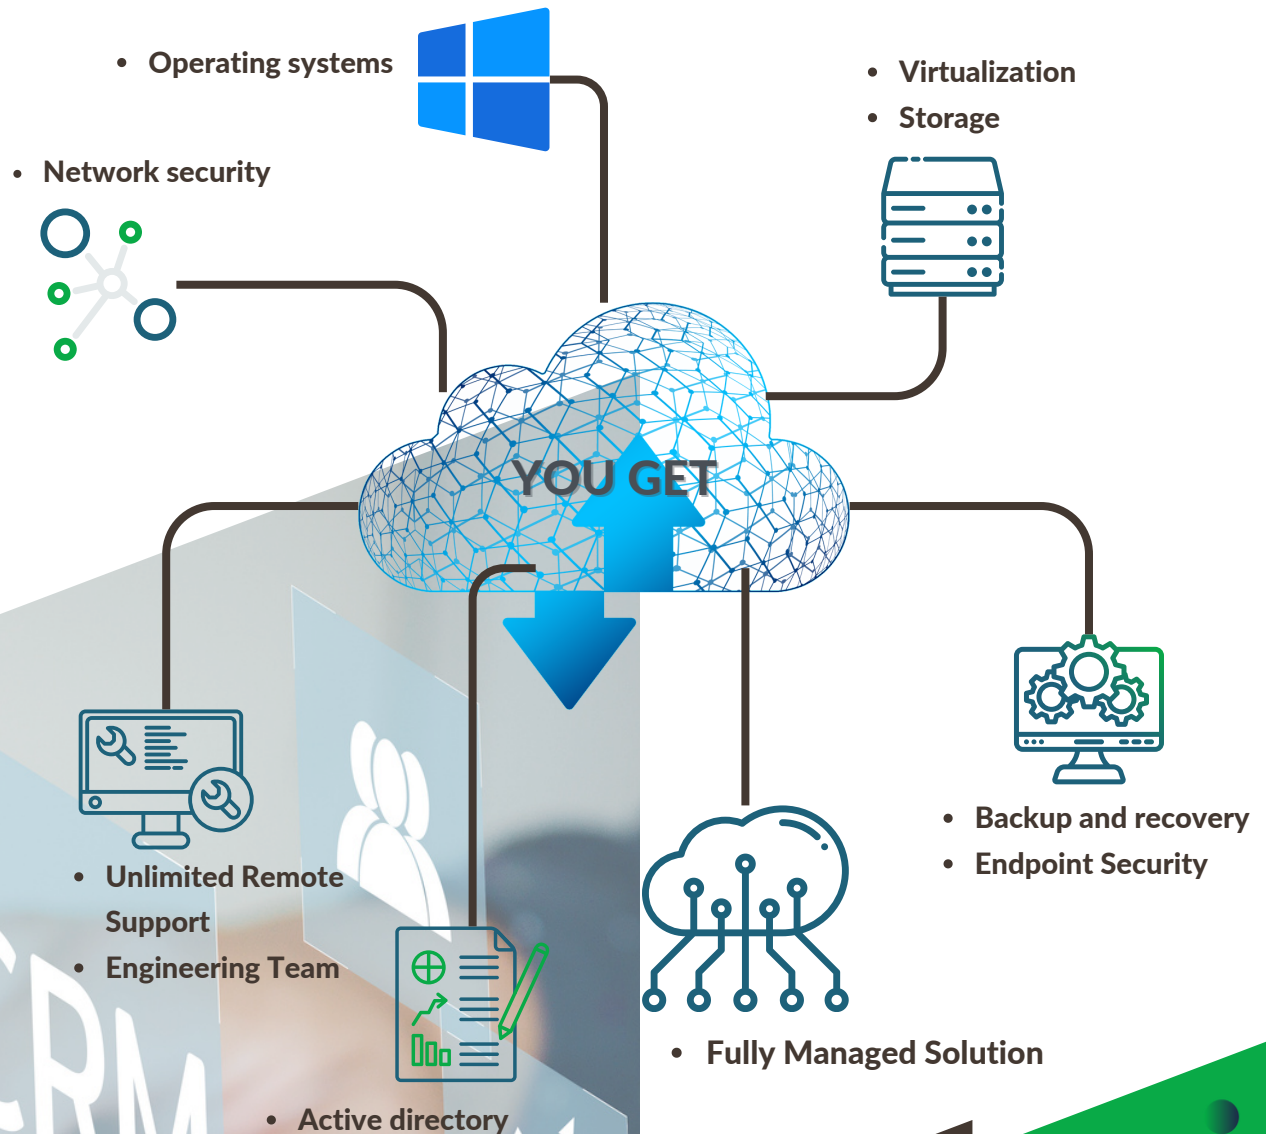 Operating systems
Virtualization
Storage
Network security
YOU GET
Backup and recovery
Endpoint Security
Unlimited Remote
Support
Engineering Team
Fully Managed Solution
Active directory